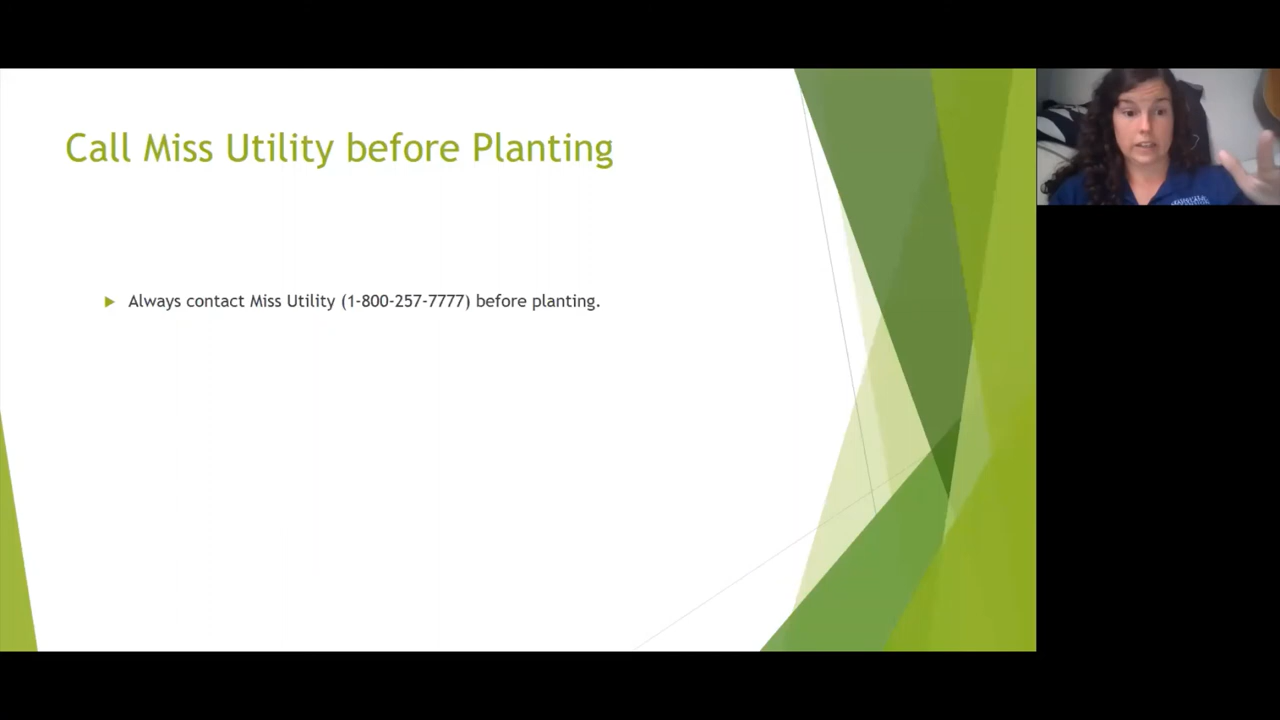 Call Miss Utility before Planting
Always contact Miss Utility (1-800-257-7777) before planting.